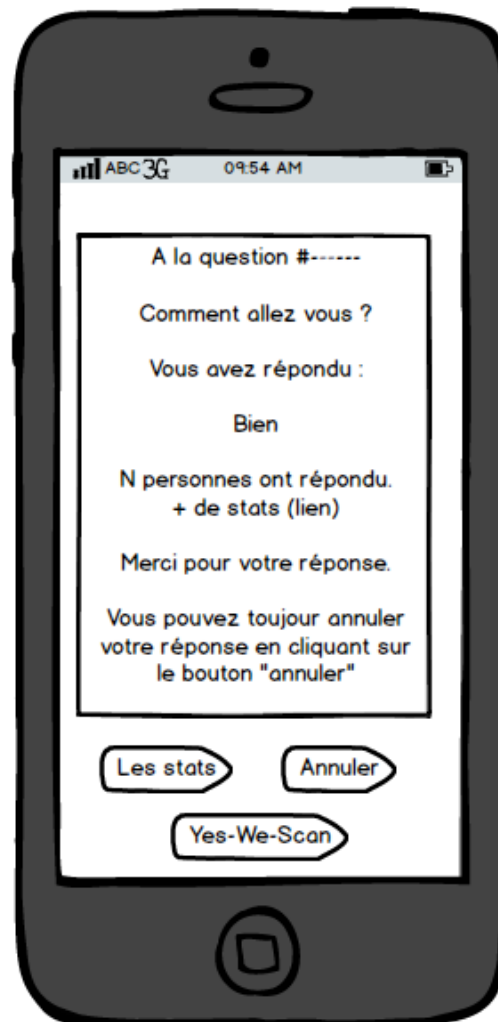 ABC 3G 09:54 AM
A la question #------
Comment allez vous ?
Vous avez répondu :
Bien
N personnes ont répondu.
+ de stats (lien)
Merci pour votre réponse.
Vous pouvez toujour annuler
votre réponse en cliquant sur
le bouton "annuler"
Les stats Annuler
Yes-We-Scan